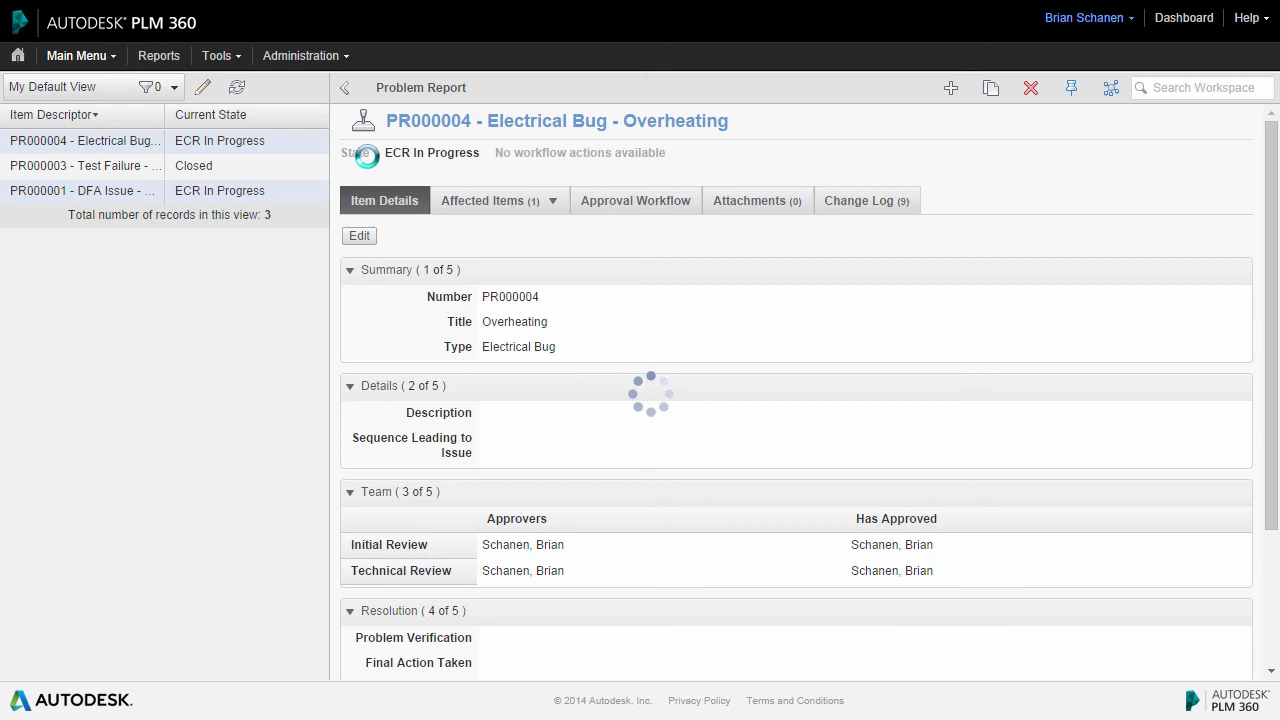 AUTODESK® PLM 360
Brian Schanen
Dashboard
Help
Main Menu
Reports
Tools
Administration
My Default View
0
Problem Report
Search Workspace
Item Descriptor
Current State
PR000004 - Electrical Bug...
ECR In Progress
PR000003 - Test Failure - ...
Closed
PR000001 - DFA Issue - ...
ECR In Progress
Total number of records in this view: 3
PR000004 - Electrical Bug - Overheating
State
ECR In Progress
No workflow actions available
Item Details
Affected Items (1)
Approval Workflow
Attachments (0)
Change Log (9)
Edit
Summary ( 1 of 5 )
Number PR000004
Title Overheating
Type Electrical Bug
Details ( 2 of 5 )
Description
Sequence Leading to
Issue
Team ( 3 of 5 )
Approvers Has Approved
Initial Review Schanen, Brian Schanen, Brian
Technical Review Schanen, Brian Schanen, Brian
Resolution ( 4 of 5 )
Problem Verification
Final Action Taken
AUTODESK.
© 2014 Autodesk, Inc. Privacy Policy Terms and Conditions
AUTODESK®
PLM 360